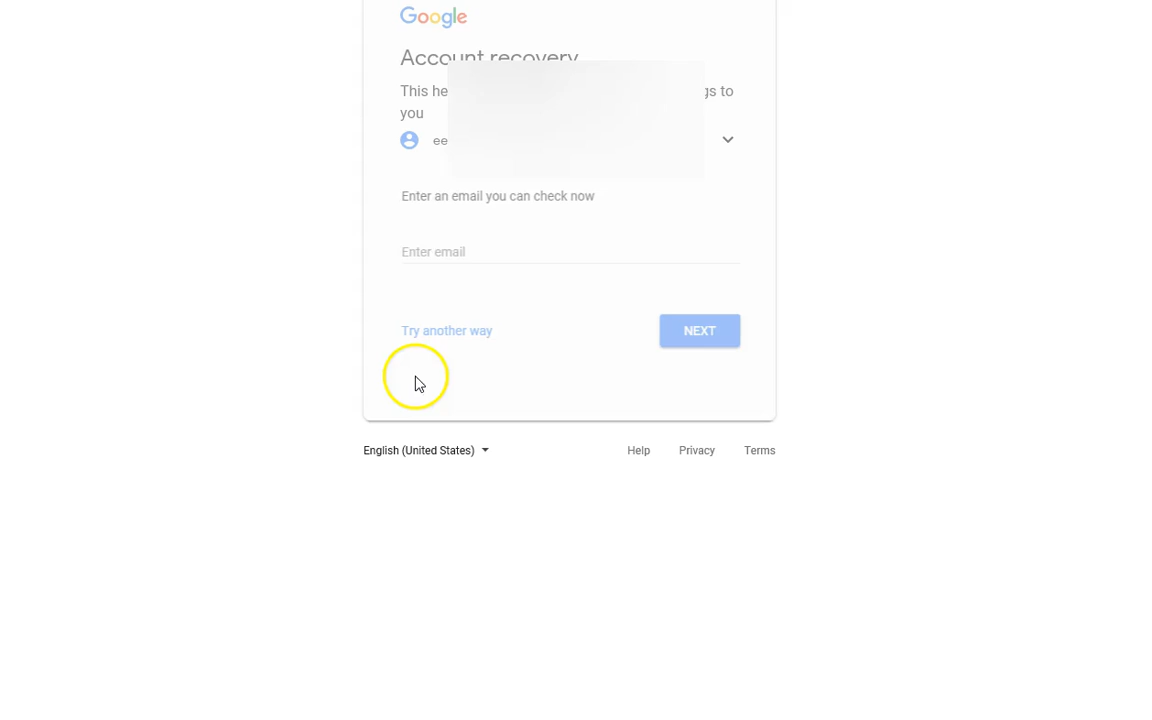 Google
Account recovery
This he gs to
you
ee
Enter an email you can check now
Enter email
Try another way NEXT
English (United States) Help Privacy Terms